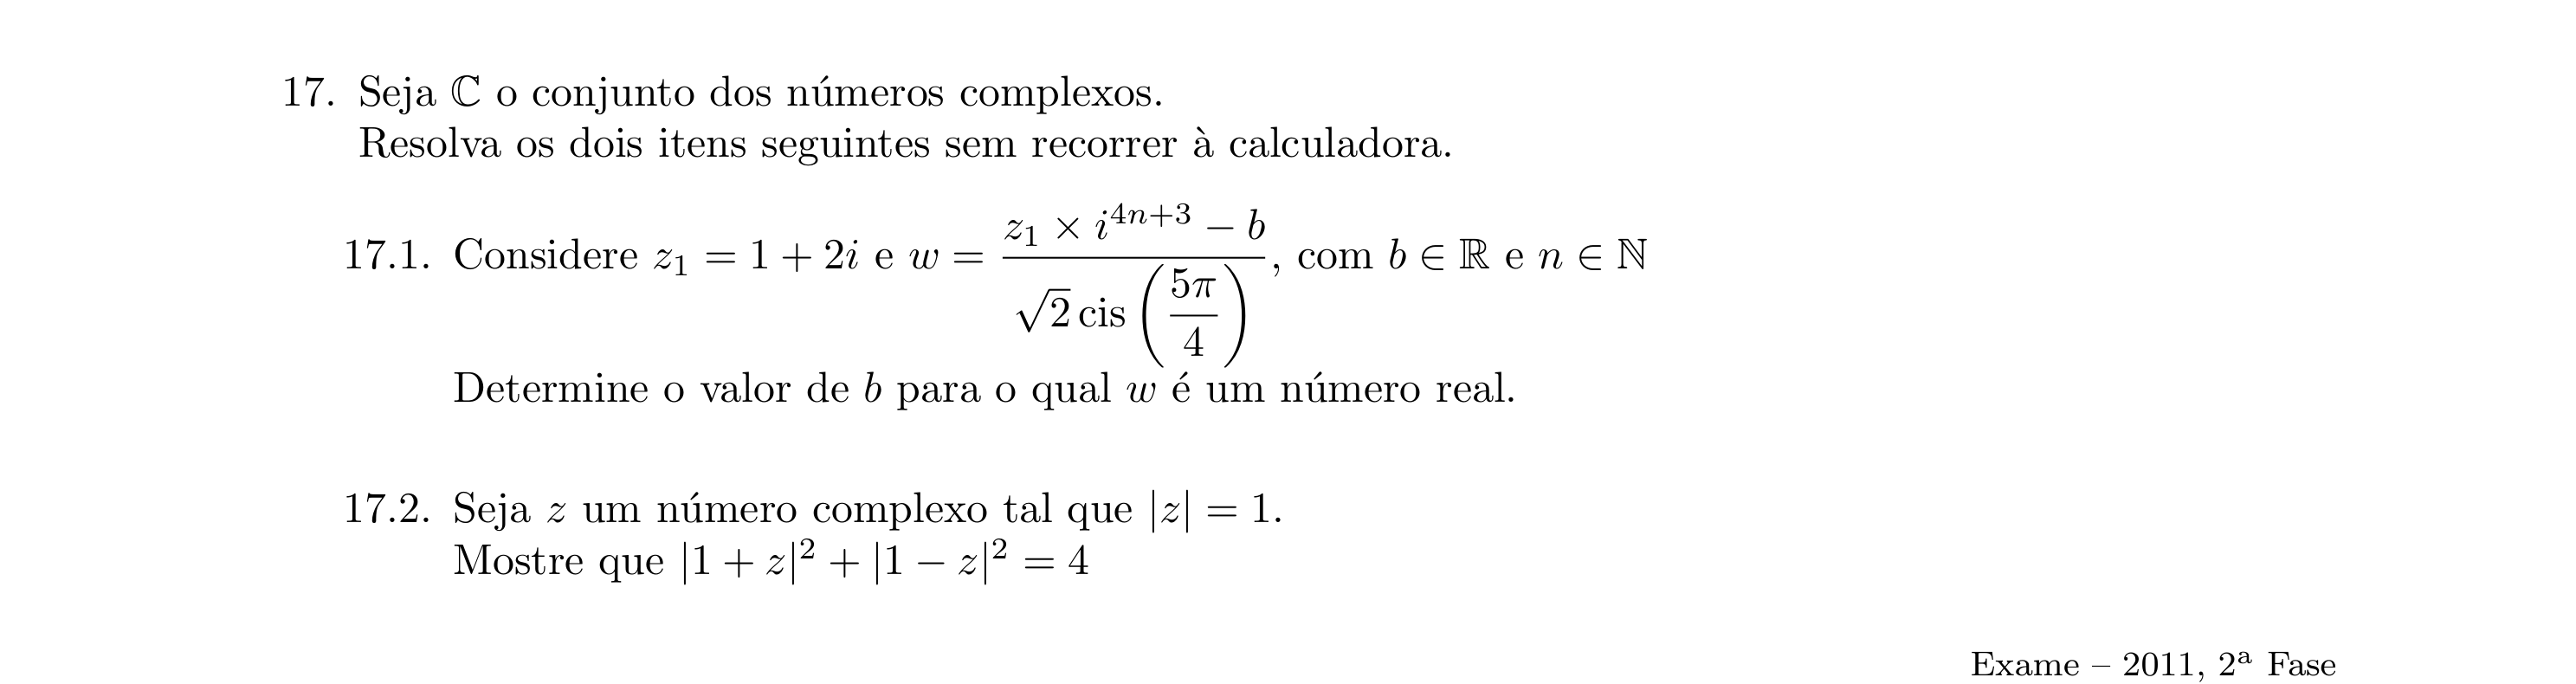 17. Seja ℂ o conjunto dos números complexos.
Resolva os dois itens seguintes sem recorrer à calculadora.
17.1. Considere $z_1 = 1 + 2i$ e $w = \dfrac{z_1 \times i^{4n+3} - b}{\sqrt{2}\,\text{cis}\left(\dfrac{5\pi}{4}\right)}$, com $b \in \mathbb{R}$ e $n \in \mathbb{N}$
Determine o valor de $b$ para o qual $w$ é um número real.
17.2. Seja $z$ um número complexo tal que $|z| = 1$.
Mostre que $|1 + z|^2 + |1 - z|^2 = 4$
Exame – 2011, 2ª Fase